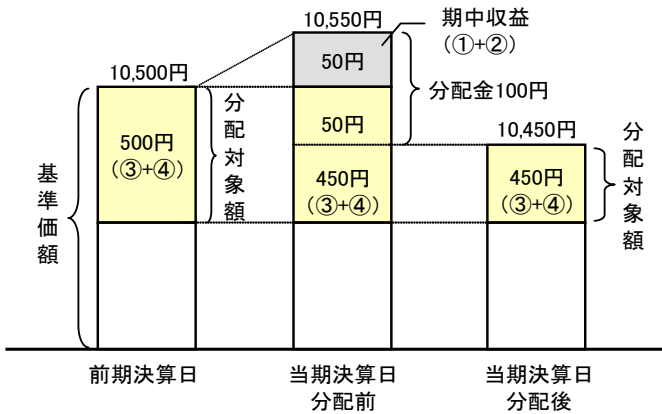 10,550円
期中収益
(①+②)
10,500円
50円
分配金100円
500円
(③+④)
分配対象額
50円
10,450円
450円
(③+④)
450円
(③+④)
分配対象額
基準価額
前期決算日
当期決算日
分配前
当期決算日
分配後